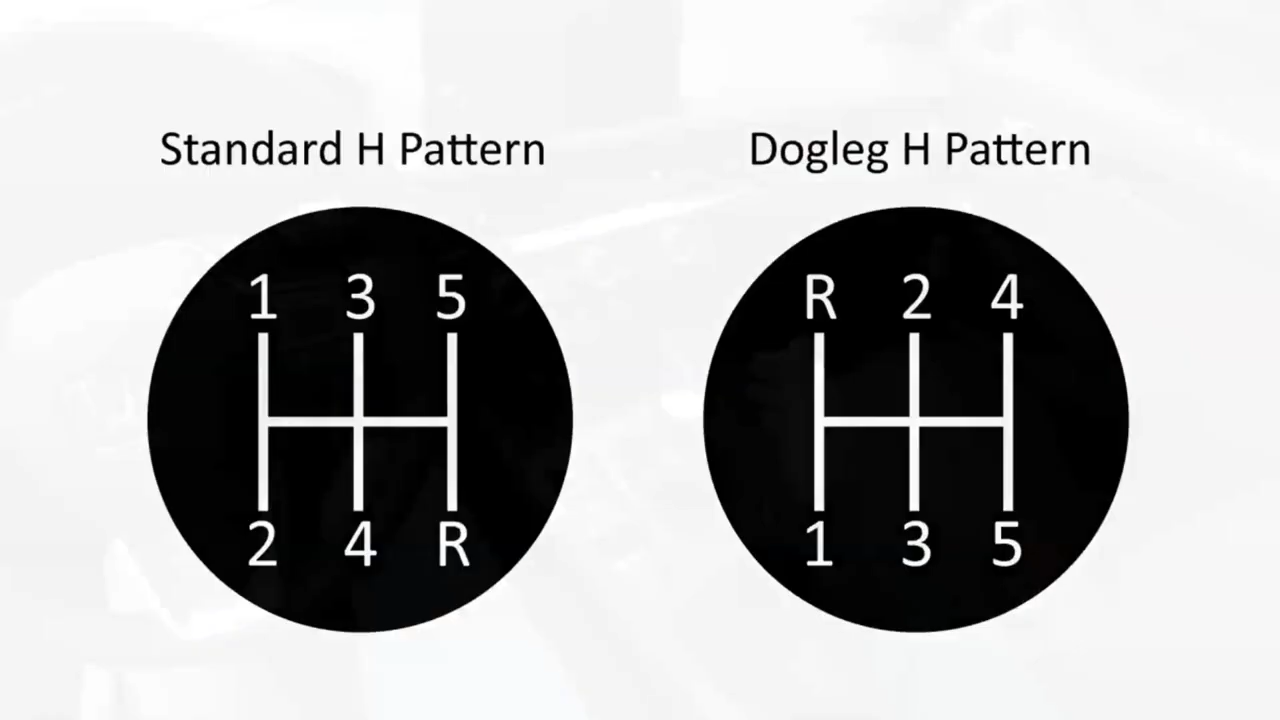 Standard H Pattern
1 3 5
2 4 R
Dogleg H Pattern
R 2 4
1 3 5